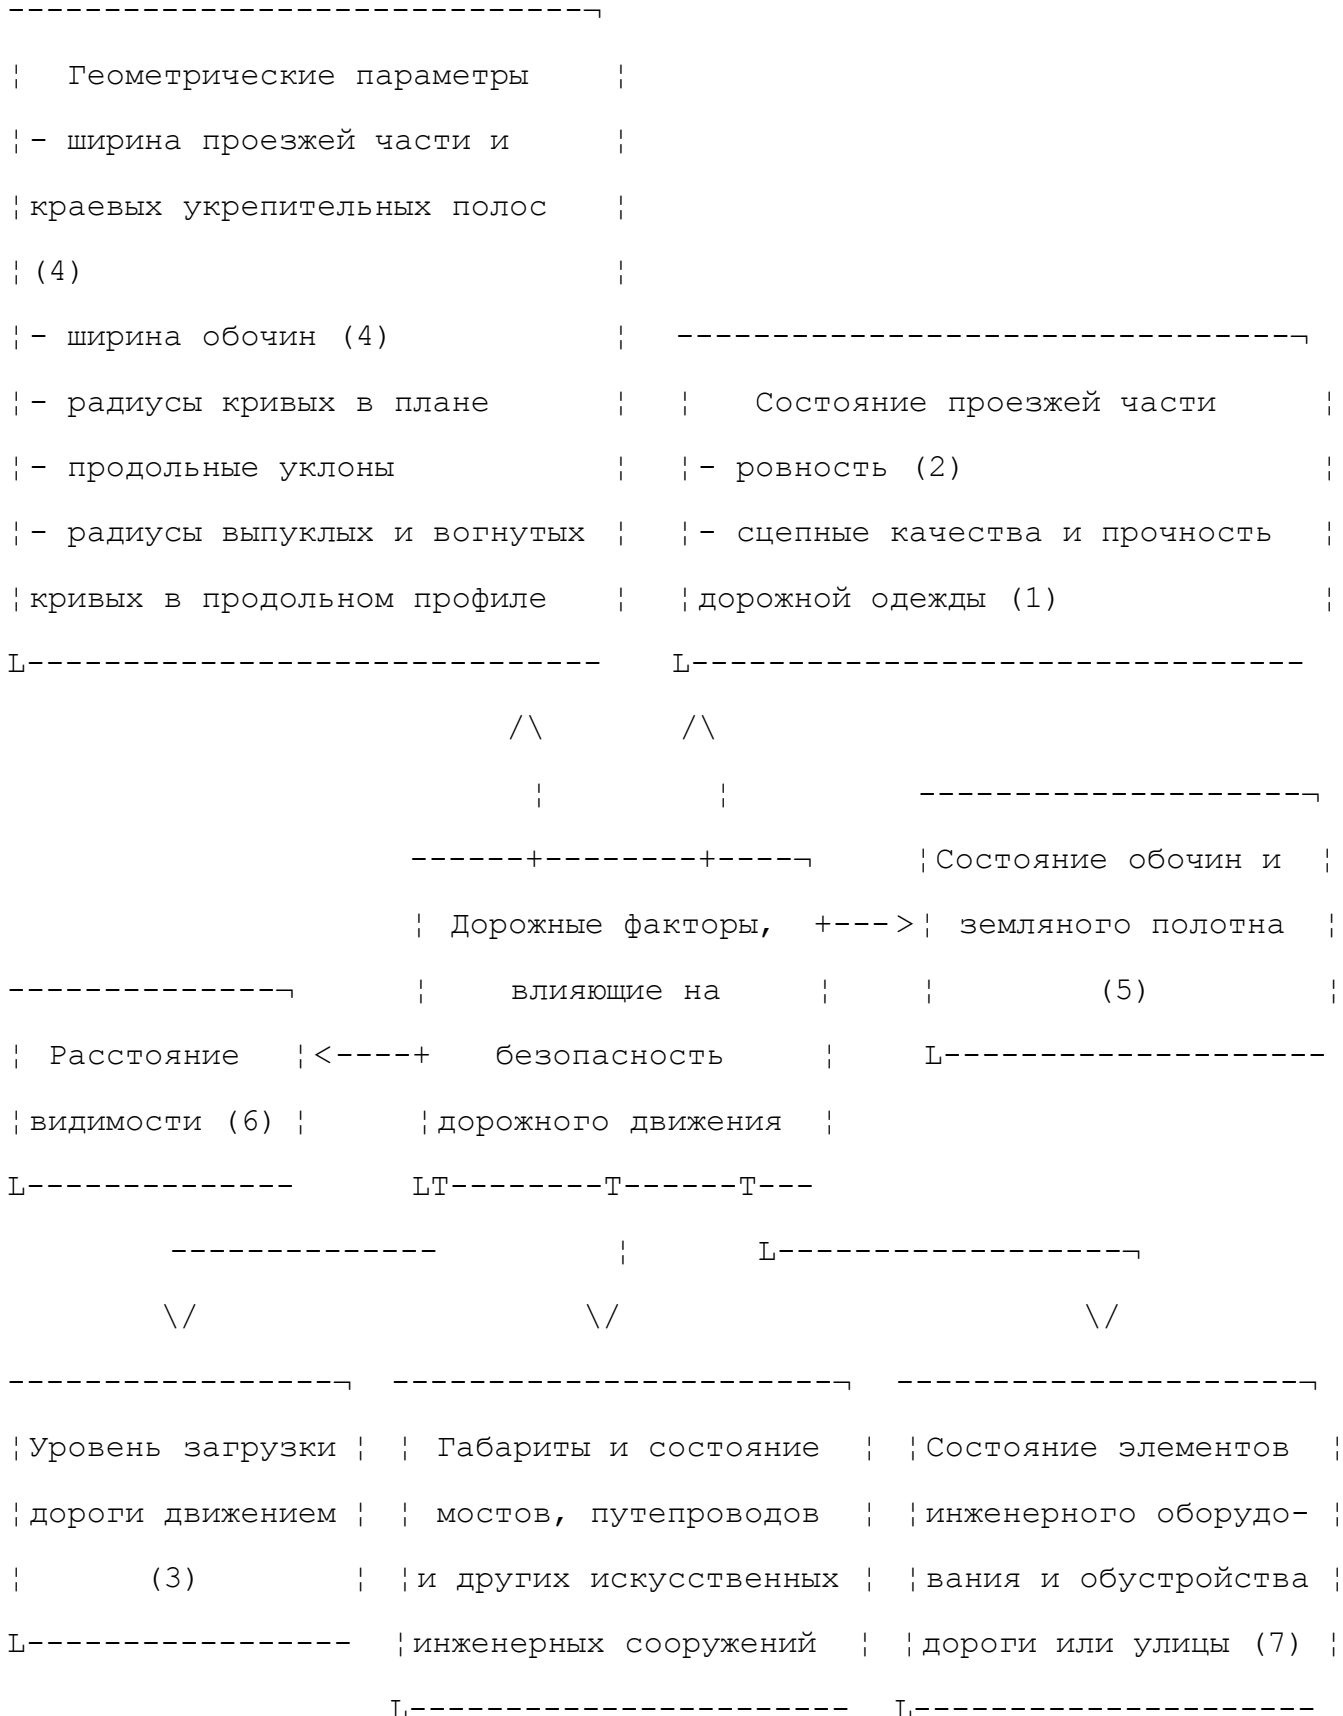 Геометрические параметры
- ширина проезжей части и
краевых укрепительных полос
(4)
- ширина обочин (4)
- радиусы кривых в плане
- продольные уклоны
- радиусы выпуклых и вогнутых
кривых в продольном профиле
Состояние проезжей части
- ровность (2)
- сцепные качества и прочность
дорожной одежды (1)
Состояние обочин и
земляного полотна
(5)
Дорожные факторы,
влияющие на
безопасность
дорожного движения
Расстояние
видимости (6)
Уровень загрузки
дороги движением
(3)
Габариты и состояние
мостов, путепроводов
и других искусственных
инженерных сооружений
Состояние элементов
инженерного оборудо-
вания и обустройства
дороги или улицы (7)